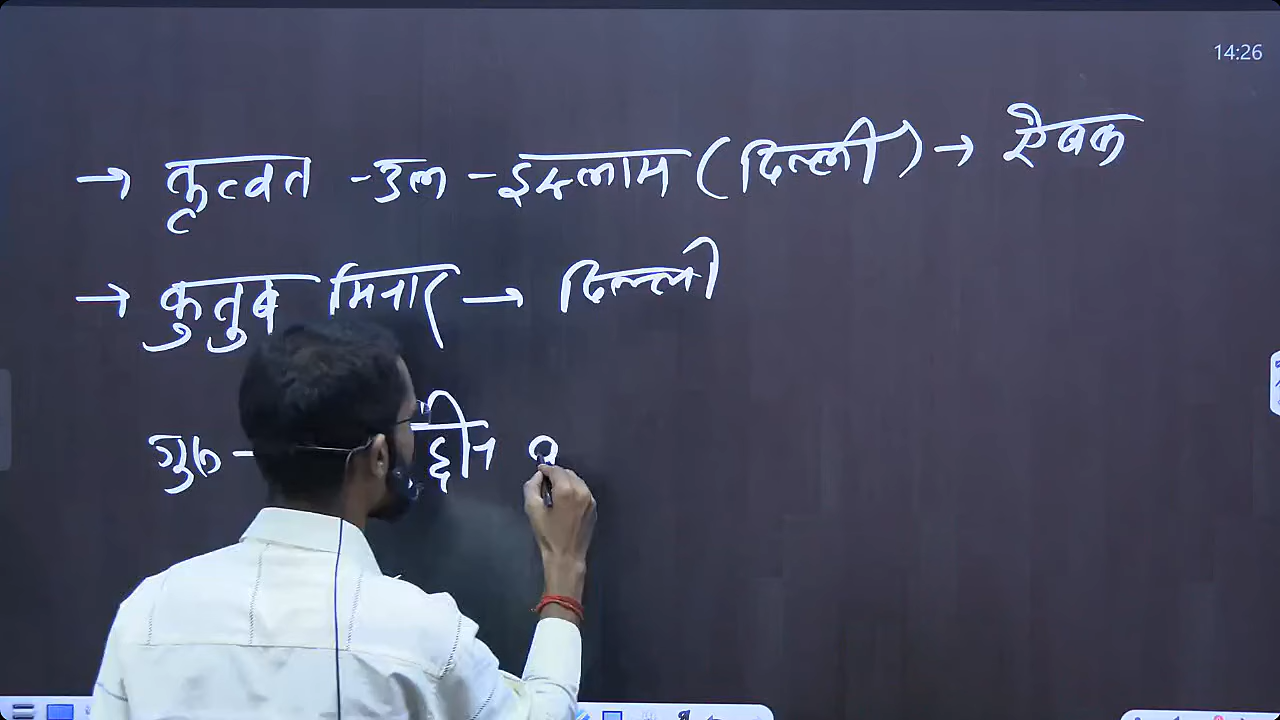 14:26
→ कुव्वत -उल -इस्लाम (दिल्ली) → ऐबक
→ कुतुब मिनार → दिल्ली
गुरु - द्दीन